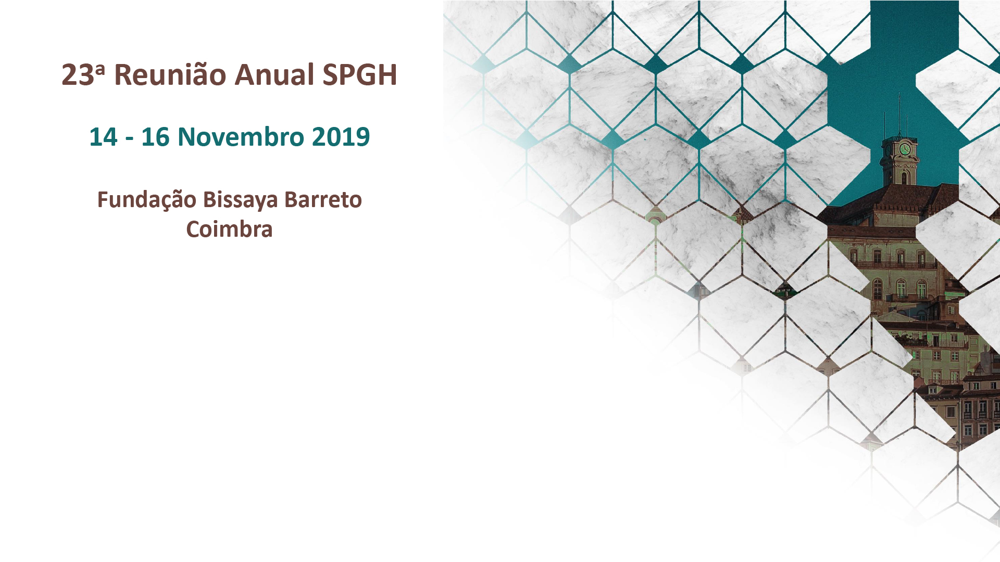 23ª Reunião Anual SPGH
14 - 16 Novembro 2019
Fundação Bissaya Barreto
Coimbra